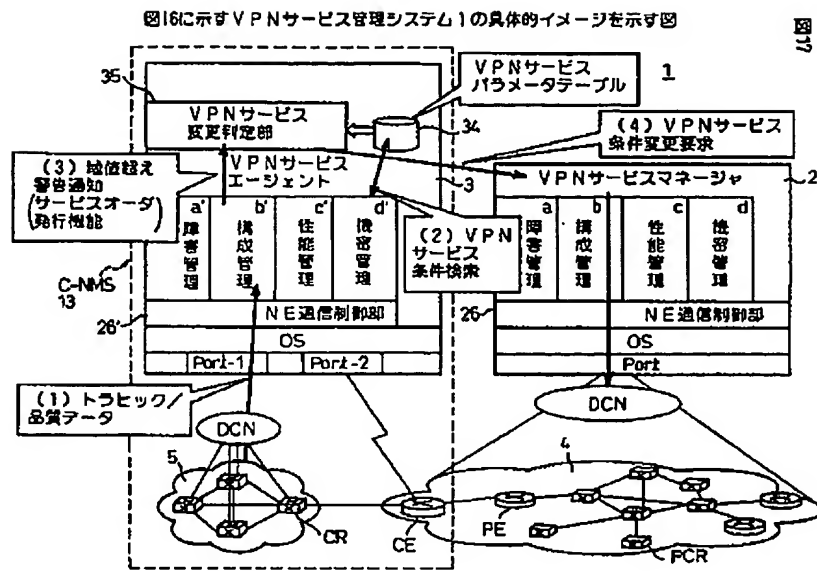 図16に示すVPNサービス管理システム1の具体的イメージを示す図
図17
35
VPNサービス
パラメータテーブル
1
VPNサービス
変更判定部
34
(4)VPNサービス
条件変更要求
(3)域値超え
警告通知
(サービスオーダ
発行機能)
VPNサービス
エージェント
3
VPNサービスマネージャ
2
a'
障害管理
b'
構成管理
c'
性能管理
d'
機密管理
(2)VPN
サービス
条件検索
a
障害管理
b
構成管理
c
性能管理
d
機密管理
C-NMS
13
26'
NE通信制御部
OS
Port-1
Port-2
26
NE通信制御部
OS
Port
(1)トラヒック/
品質データ
DCN
DCN
5
4
CR
CE
PE
PCR